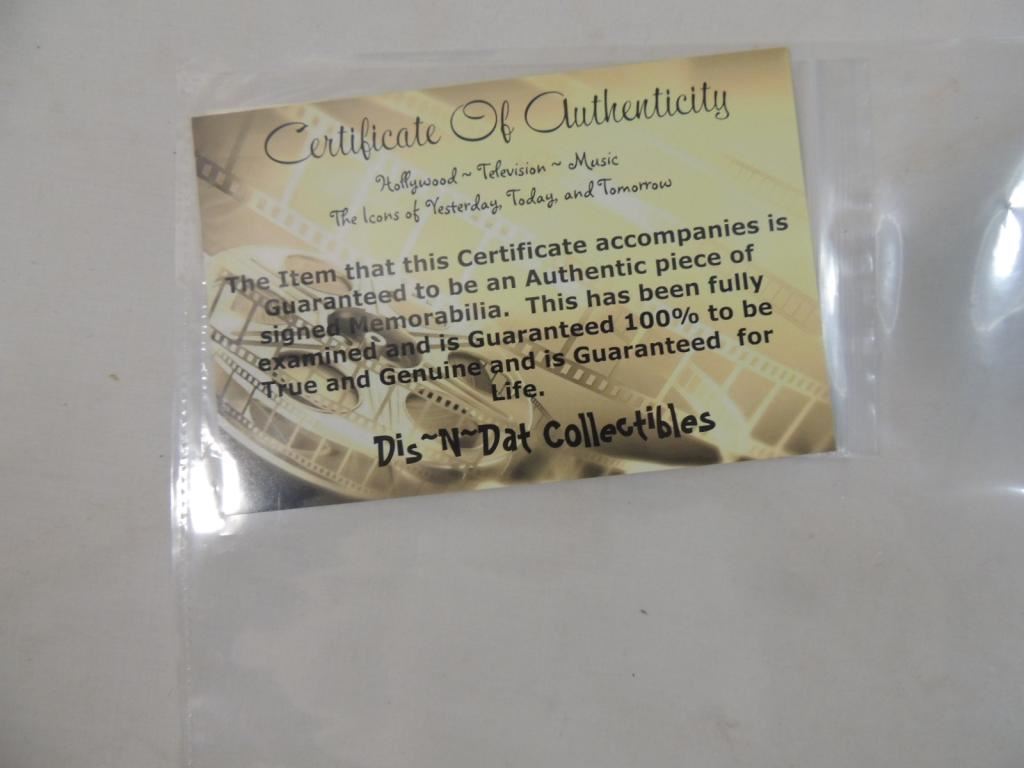 Certificate Of Authenticity
Hollywood ~ Television ~ Music
The Icons of Yesterday, Today, and Tomorrow
The Item that this Certificate accompanies is
Guaranteed to be an Authentic piece of
signed Memorabilia. This has been fully
examined and is Guaranteed 100% to be
True and Genuine and is Guaranteed for
Life.
Dis~N~Dat Collectibles